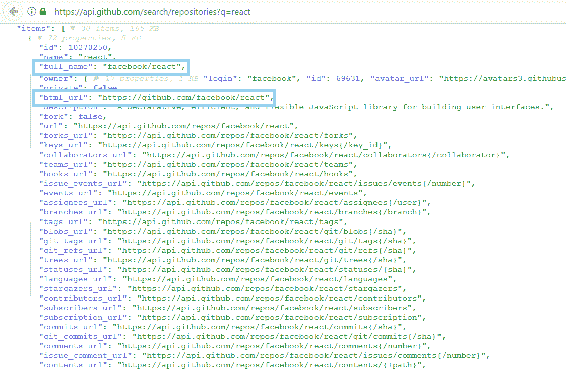 https://api.github.com/search/repositories?q=react
"items": [ ▼ 30 items, 165 KB
{ ▼ 72 properties, 5 KB
"id": 10270250,
"name": "react",
"full_name": "facebook/react",
"owner": { ▶ 17 properties, "login": "facebook", "id": 69631, "avatar_url": "https://avatars3.githubus
"private": false,
"html_url": "https://github.com/facebook/react",
"description": "A declarative, efficient, and flexible JavaScript library for building user interfaces.",
"fork": false,
"url": "https://api.github.com/repos/facebook/react",
"forks_url": "https://api.github.com/repos/facebook/react/forks",
"keys_url": "https://api.github.com/repos/facebook/react/keys{/key_id}"
"collaborators_url": "https://api.github.com/repos/facebook/react/collaborators{/collaborator}"
"teams_url": "https://api.github.com/repos/facebook/react/teams",
"hooks_url": "https://api.github.com/repos/facebook/react/hooks",
"issue_events_url": "https://api.github.com/repos/facebook/react/issues/events{/number}",
"events_url": "https://api.github.com/repos/facebook/react/events",
"assignees_url": "https://api.github.com/repos/facebook/react/assignees{/user}",
"branches_url": "https://api.github.com/repos/facebook/react/branches{/branch}",
"tags_url": "https://api.github.com/repos/facebook/react/tags",
"blobs_url": "https://api.github.com/repos/facebook/react/git/blobs{/sha}",
"git_tags_url": "https://api.github.com/repos/facebook/react/git/tags{/sha}",
"git_refs_url": "https://api.github.com/repos/facebook/react/git/refs{/sha}",
"trees_url": "https://api.github.com/repos/facebook/react/git/trees{/sha}",
"statuses_url": "https://api.github.com/repos/facebook/react/statuses/{sha}",
"languages_url": "https://api.github.com/repos/facebook/react/languages",
"stargazers_url": "https://api.github.com/repos/facebook/react/stargazers",
"contributors_url": "https://api.github.com/repos/facebook/react/contributors",
"subscribers_url": "https://api.github.com/repos/facebook/react/subscribers",
"subscription_url": "https://api.github.com/repos/facebook/react/subscription",
"commits_url": "https://api.github.com/repos/facebook/react/commits{/sha}",
"git_commits_url": "https://api.github.com/repos/facebook/react/git/commits{/sha}",
"comments_url": "https://api.github.com/repos/facebook/react/comments{/number}",
"issue_comment_url": "https://api.github.com/repos/facebook/react/issues/comments{/number}",
"contents_url": "https://api.github.com/repos/facebook/react/contents/{+path}",